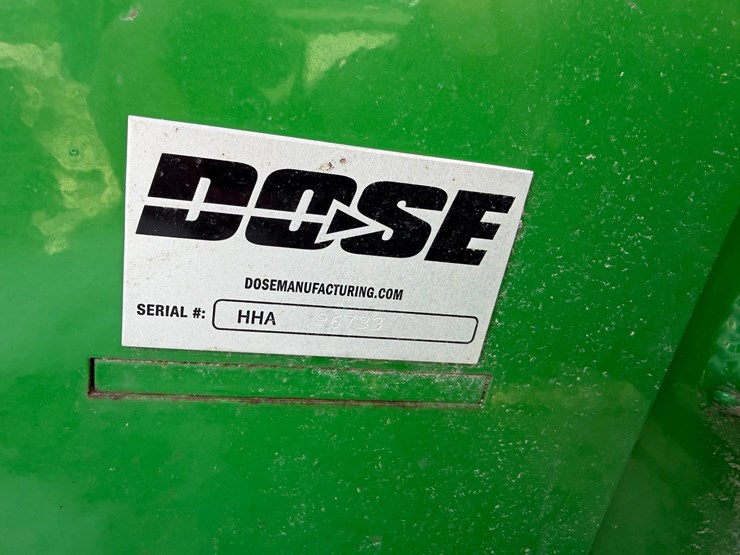 DOSE
DOSEMANUFACTURING.COM
SERIAL #: HHA 96733